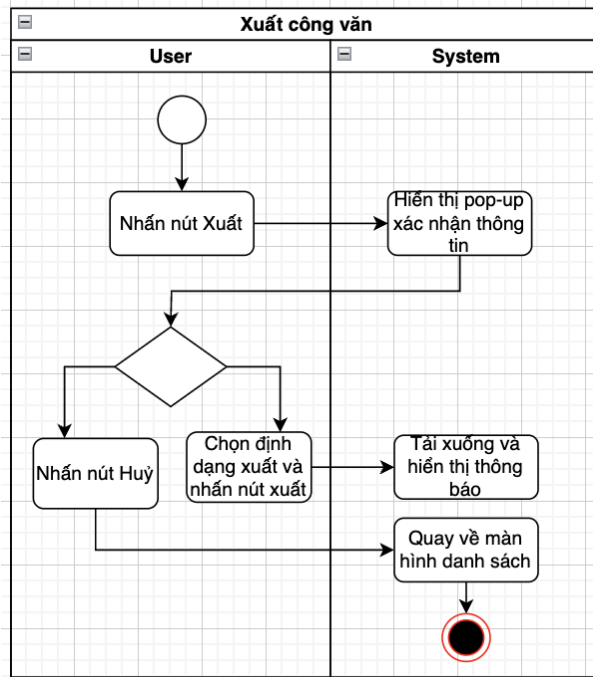 Xuất công văn
User
System
Nhấn nút Xuất
Hiển thị pop-up
xác nhận thông
tin
Nhấn nút Huỷ
Chọn định
dạng xuất và
nhấn nút xuất
Tải xuống và
hiển thị thông
báo
Quay về màn
hình danh sách